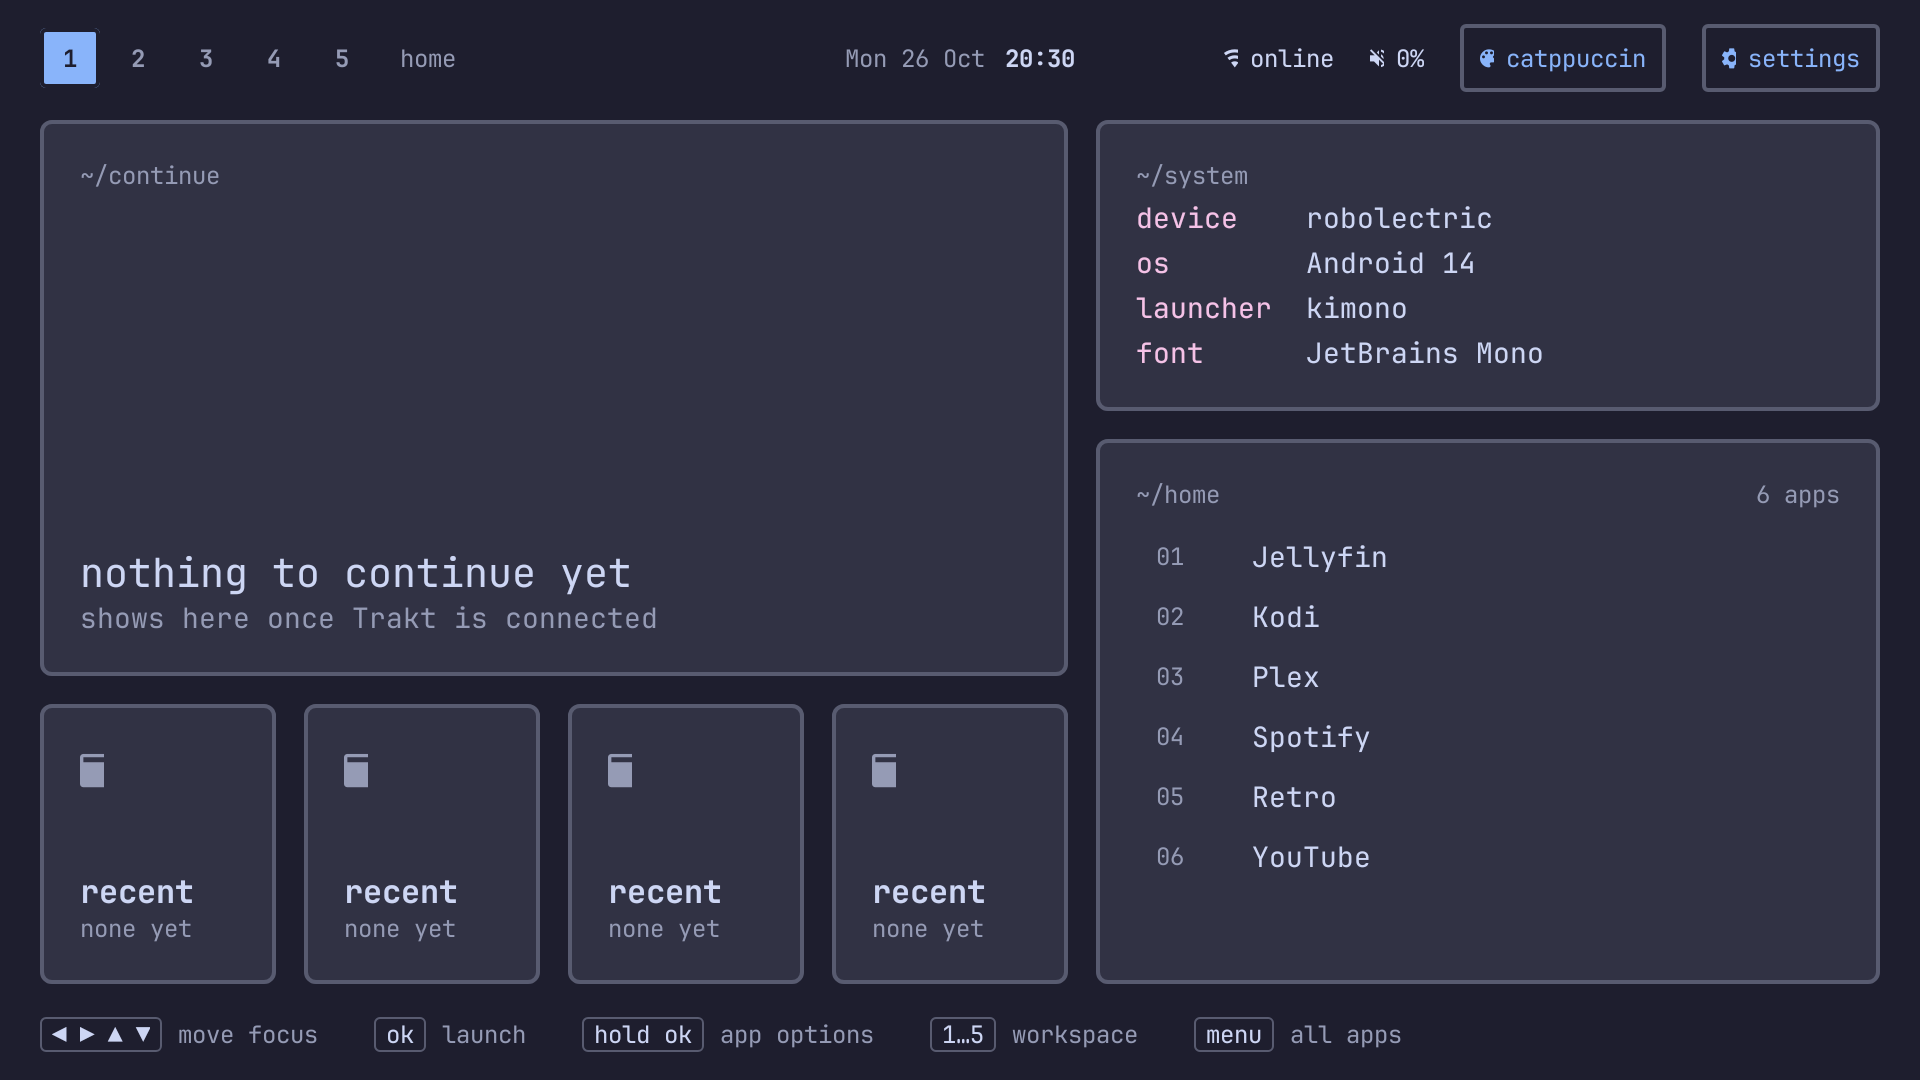 1 2 3 4 5 home Mon 26 Oct 20:30 online 0% catppuccin settings
~/continue
nothing to continue yet
shows here once Trakt is connected
~/system
device robolectric
os Android 14
launcher kimono
font JetBrains Mono
~/home 6 apps
01 Jellyfin
02 Kodi
03 Plex
04 Spotify
05 Retro
06 YouTube
recent
none yet
recent
none yet
recent
none yet
recent
none yet
◀ ▶ ▲ ▼ move focus ok launch hold ok app options 1…5 workspace menu all apps